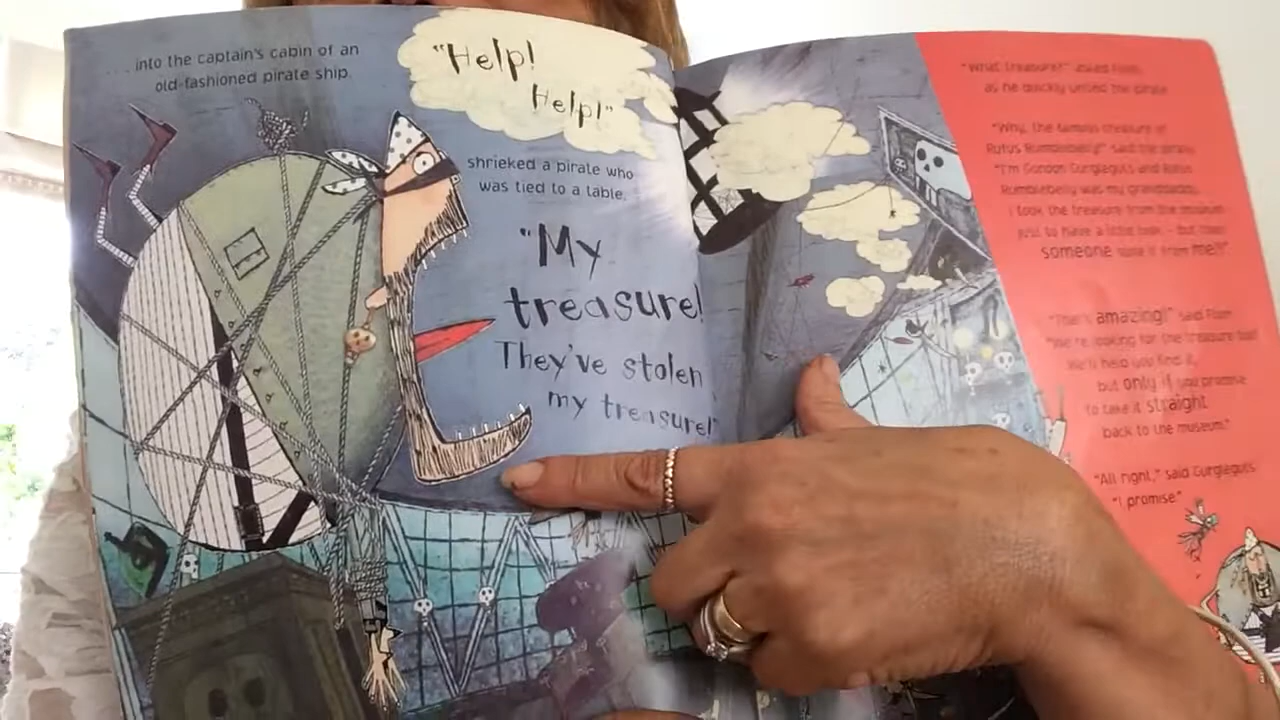 ... into the captain's cabin of an
old-fashioned pirate ship.
"Help!
Help!"
shrieked a pirate who
was tied to a table.
"My
treasure!
They've stolen
my treasure!"
"What treasure?" asked Flinn
as he quickly untied the pirate.
"Why, the famous treasure of
Rufus Rumblebelly!" said the pirate.
"I'm Gordon Gurgleguts and Rufus
Rumblebelly was my granddaddy.
I took the treasure from the museum
just to have a little look – but then
someone stole it from me!!"
"That's amazing!" said Flinn.
"We're looking for the treasure too!
We'll help you find it,
but only if you promise
to take it straight
back to the museum."
"All right," said Gurgleguts.
"I promise."